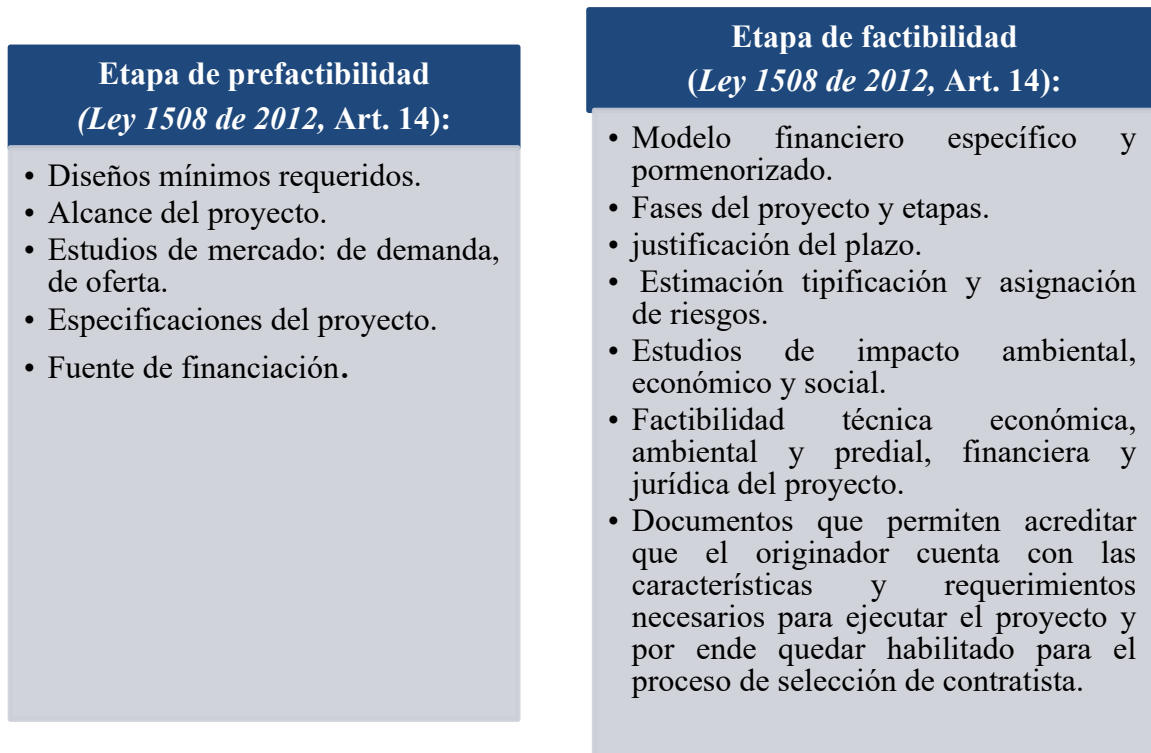 Etapa de prefactibilidad
(Ley 1508 de 2012, Art. 14):
• Diseños mínimos requeridos.
• Alcance del proyecto.
• Estudios de mercado: de demanda,
de oferta.
• Especificaciones del proyecto.
• Fuente de financiación.
Etapa de factibilidad
(Ley 1508 de 2012, Art. 14):
• Modelo financiero específico y
pormenorizado.
• Fases del proyecto y etapas.
• justificación del plazo.
• Estimación tipificación y asignación
de riesgos.
• Estudios de impacto ambiental,
económico y social.
• Factibilidad técnica económica,
ambiental y predial, financiera y
jurídica del proyecto.
• Documentos que permiten acreditar
que el originador cuenta con las
características y requerimientos
necesarios para ejecutar el proyecto y
por ende quedar habilitado para el
proceso de selección de contratista.